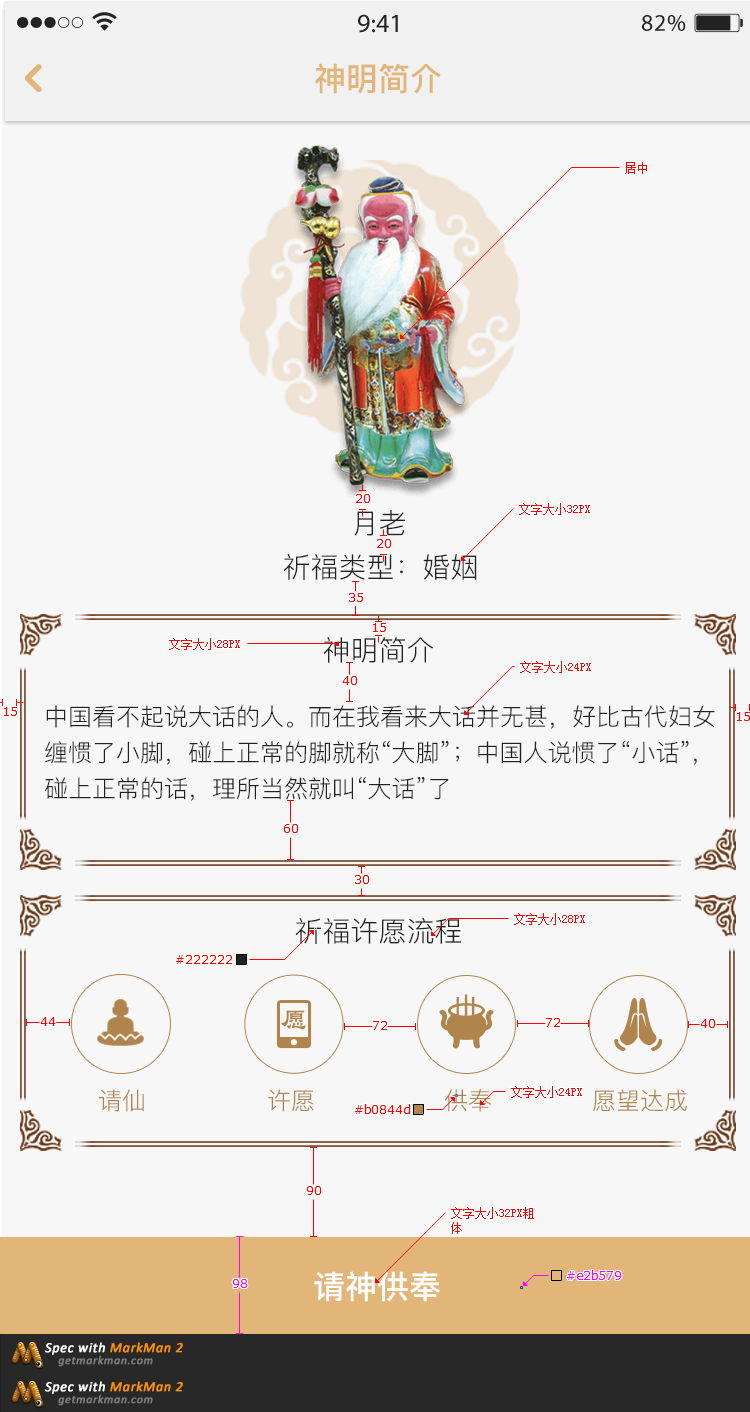 9:41
82%
神明简介
居中
20
月老
文字大小32PX
20
祈福类型：婚姻
35
15
文字大小28PX
神明简介
文字大小24PX
40
15
15
中国看不起说大话的人。而在我看来大话并无甚，好比古代妇女
缠惯了小脚，碰上正常的脚就称“大脚”；中国人说惯了“小话”，
碰上正常的话，理所当然就叫“大话”了
60
30
文字大小28PX
祈福许愿流程
#222222
愿
44
72
72
40
文字大小24PX
请仙
许愿
供奉
愿望达成
#b0844d
90
文字大小32PX粗
体
98
请神供奉
#e2b579
Spec with MarkMan 2
getmarkman.com
Spec with MarkMan 2
getmarkman.com